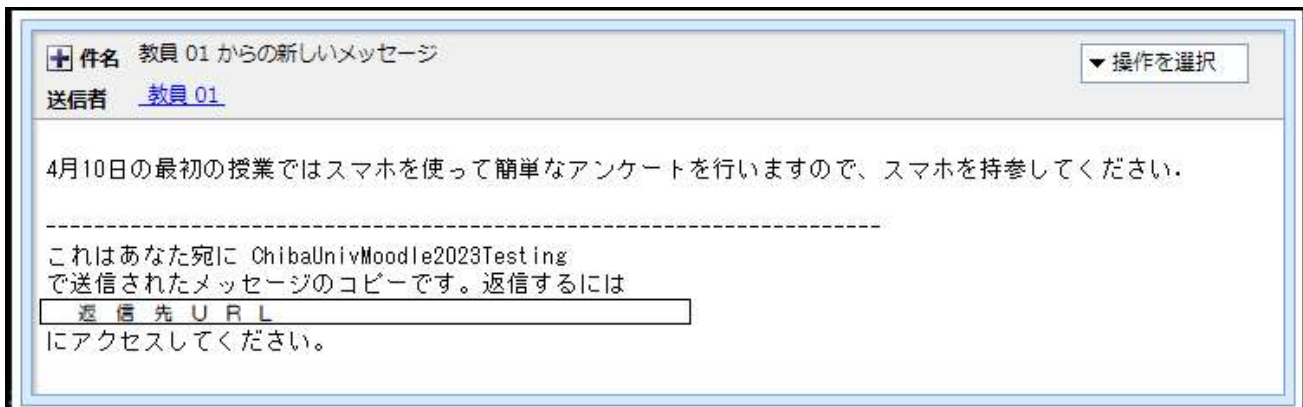 件名 教員 01 からの新しいメッセージ
▼操作を選択
送信者 教員 01
4月10日の最初の授業ではスマホを使って簡単なアンケートを行いますので、スマホを持参してください.
---------------------------------------------------------------------
これはあなた宛に ChibaUnivMoodle2023Testing
で送信されたメッセージのコピーです。返信するには
返信先URL
にアクセスしてください。